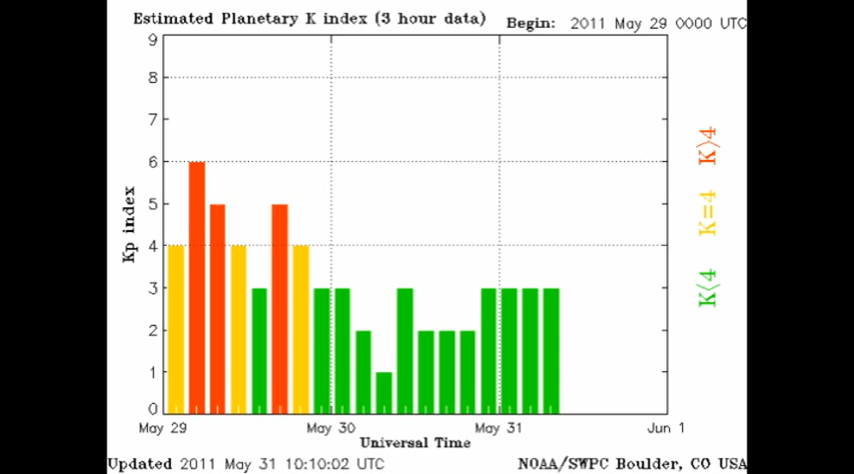 Estimated Planetary K index (3 hour data) Begin: 2011 May 29 0000 UTC
9
8
7
6
5
4
3
2
1
0
Kp index
K>4
K=4
K<4
May 29 May 30 May 31 Jun 1
Universal Time
Updated 2011 May 31 10:10:02 UTC NOAA/SWPC Boulder, CO USA